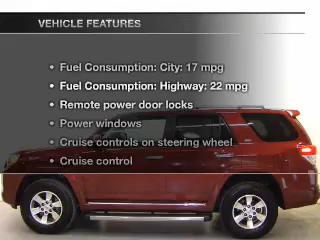 VEHICLE FEATURES
• Fuel Consumption: City: 17 mpg
• Fuel Consumption: Highway: 22 mpg
• Remote power door locks
• Power windows
• Cruise controls on steering wheel
• Cruise control